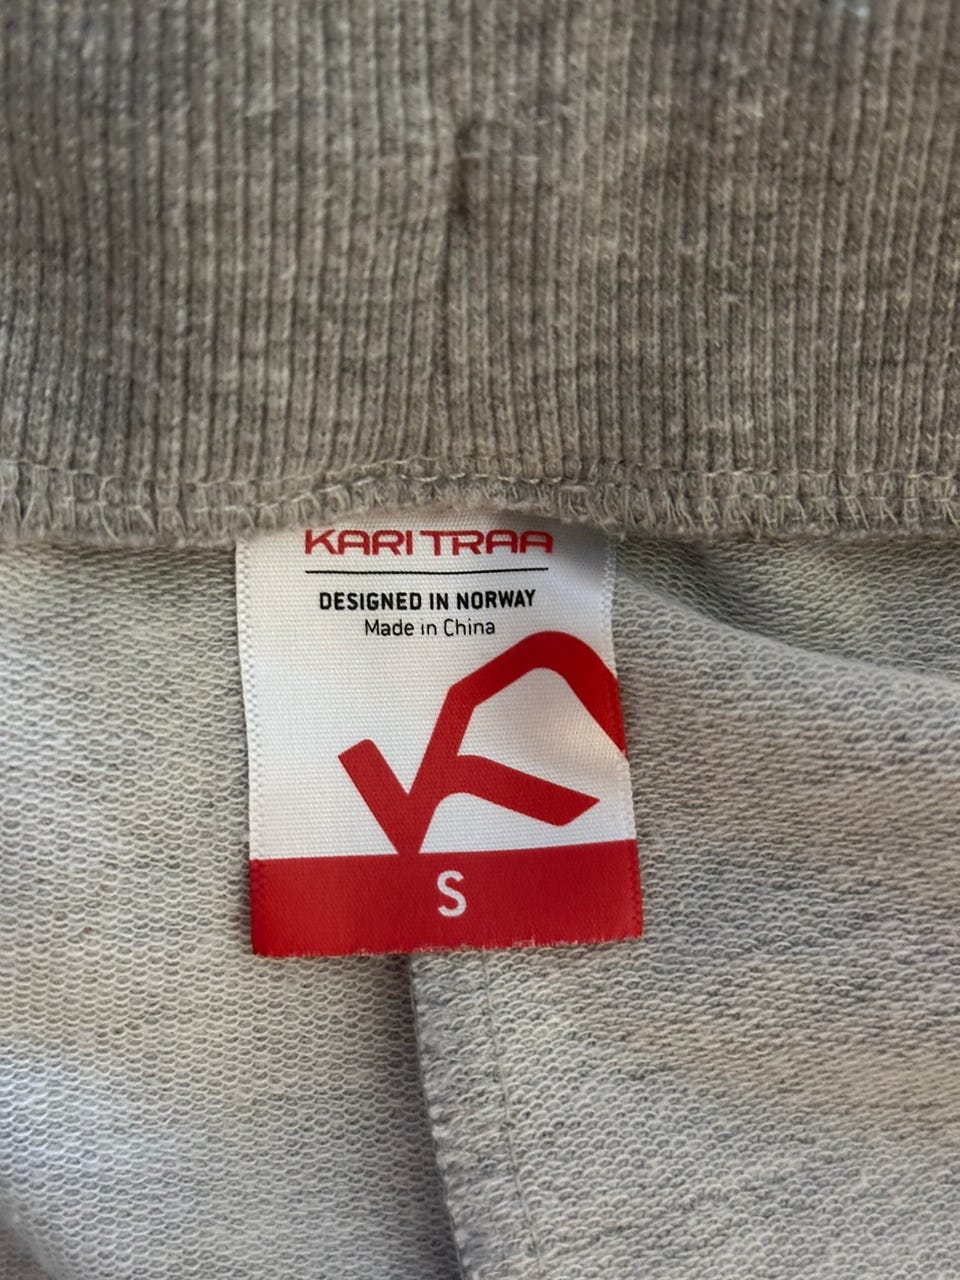 KARI TRAA
DESIGNED IN NORWAY
Made in China
S